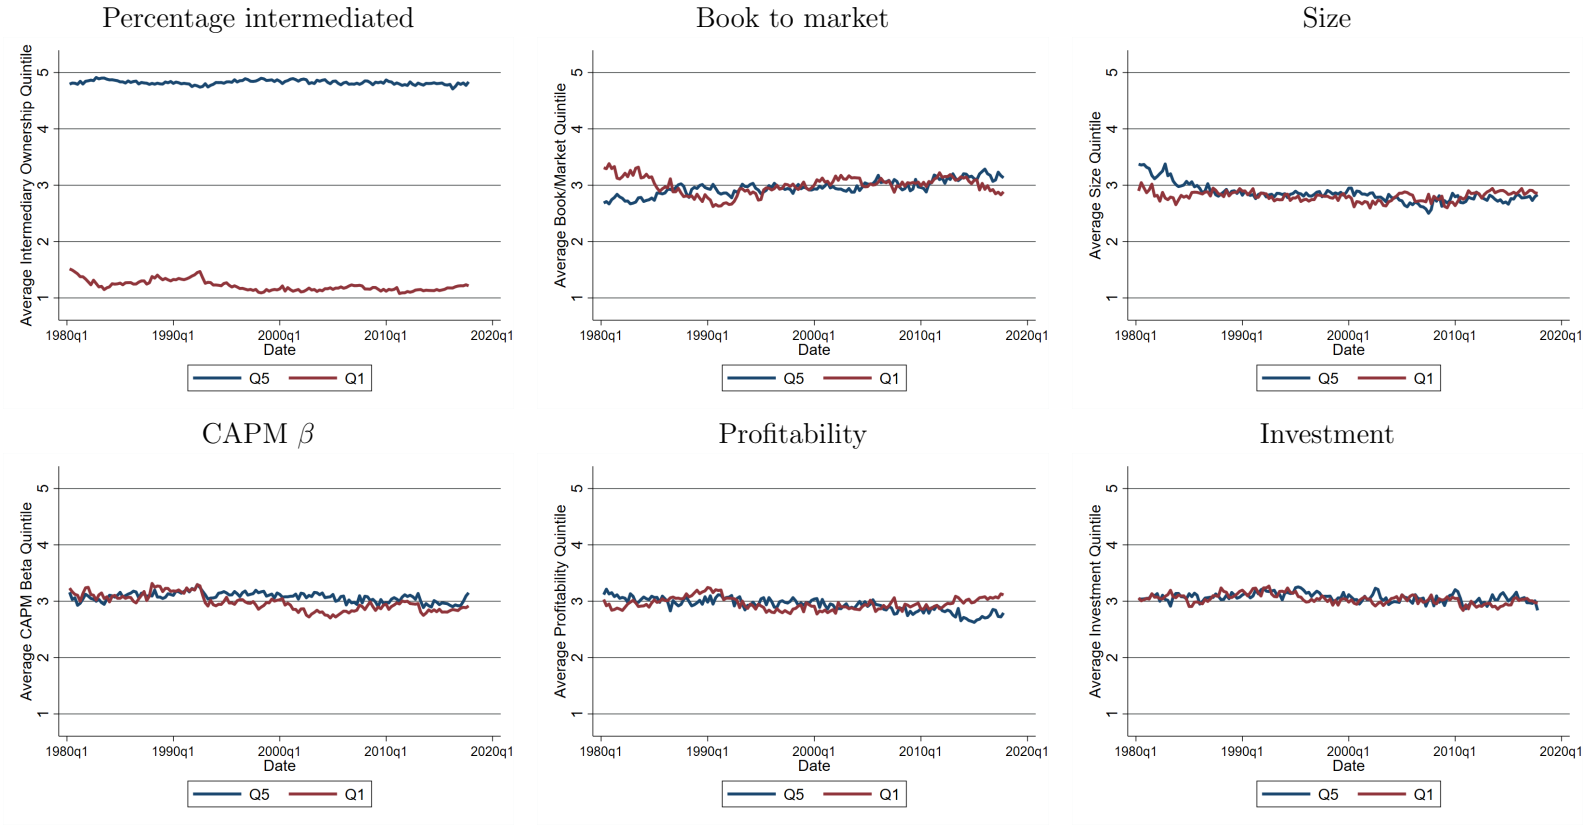 Percentage intermediated
Average Intermediary Ownership Quintile
5
4
3
2
1
1980q1 1990q1 2000q1 2010q1 2020q1
Date
Q5 Q1
Book to market
Average Book/Market Quintile
5
4
3
2
1
1980q1 1990q1 2000q1 2010q1 2020q1
Date
Q5 Q1
Size
Average Size Quintile
5
4
3
2
1
1980q1 1990q1 2000q1 2010q1 2020q1
Date
Q5 Q1
CAPM β
Average CAPM Beta Quintile
5
4
3
2
1
1980q1 1990q1 2000q1 2010q1 2020q1
Date
Q5 Q1
Profitability
Average Profitability Quintile
5
4
3
2
1
1980q1 1990q1 2000q1 2010q1 2020q1
Date
Q5 Q1
Investment
Average Investment Quintile
5
4
3
2
1
1980q1 1990q1 2000q1 2010q1 2020q1
Date
Q5 Q1